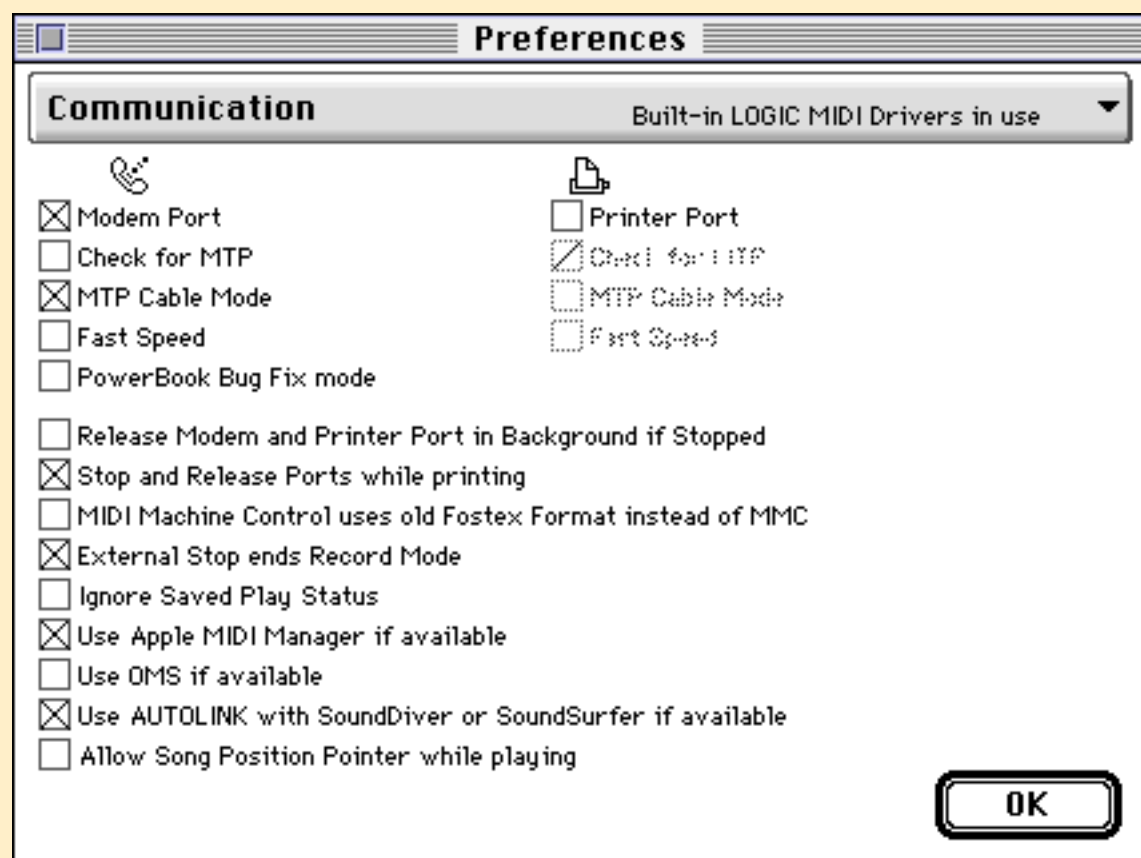 Preferences
Communication Built-in LOGIC MIDI Drivers in use
Modem Port Printer Port
Check for MTP Check for MTP
MTP Cable Mode MTP Cable Mode
Fast Speed Fast Speed
PowerBook Bug Fix mode
Release Modem and Printer Port in Background if Stopped
Stop and Release Ports while printing
MIDI Machine Control uses old Fostex Format instead of MMC
External Stop ends Record Mode
Ignore Saved Play Status
Use Apple MIDI Manager if available
Use OMS if available
Use AUTOLINK with SoundDiver or SoundSurfer if available
Allow Song Position Pointer while playing
OK